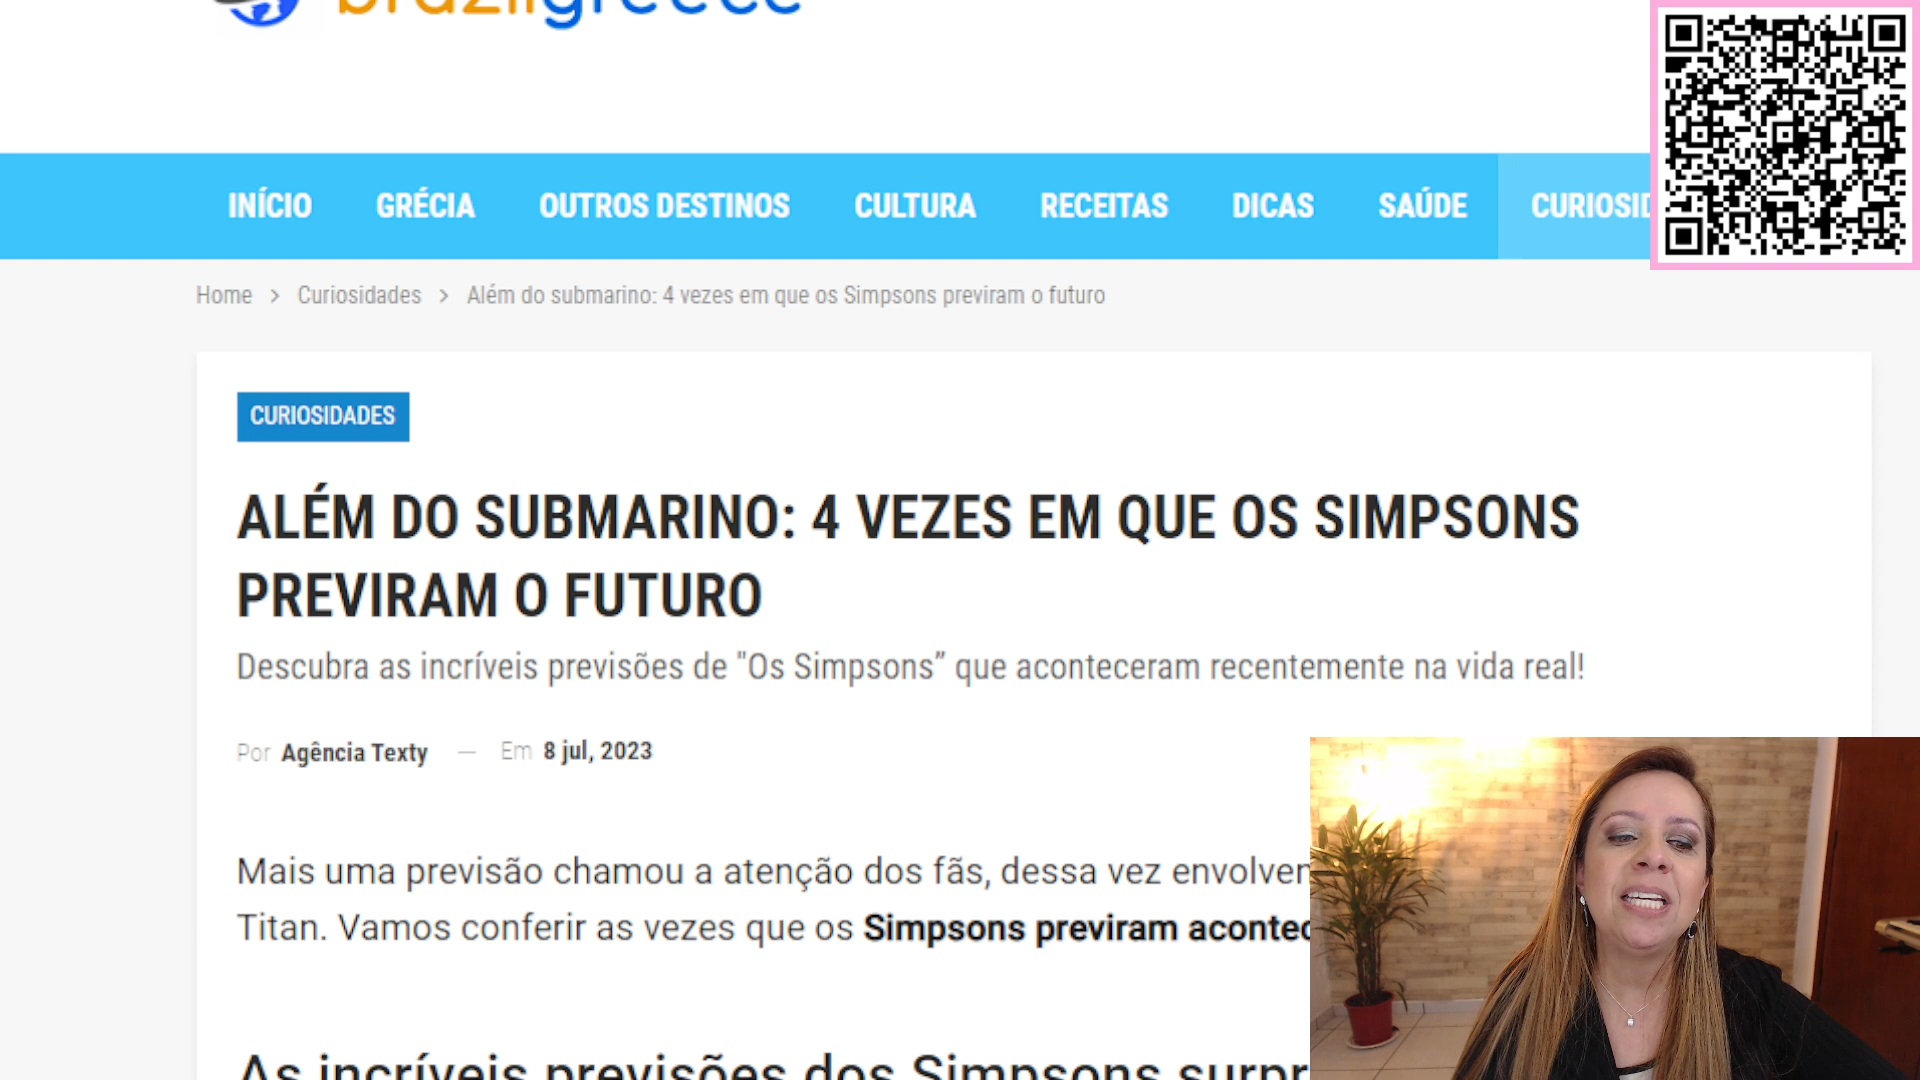 brazilgreece
INÍCIO GRÉCIA OUTROS DESTINOS CULTURA RECEITAS DICAS SAÚDE CURIOSID
Home > Curiosidades > Além do submarino: 4 vezes em que os Simpsons previram o futuro
CURIOSIDADES
ALÉM DO SUBMARINO: 4 VEZES EM QUE OS SIMPSONS
PREVIRAM O FUTURO
Descubra as incríveis previsões de "Os Simpsons” que aconteceram recentemente na vida real!
Por Agência Texty — Em 8 jul, 2023
Mais uma previsão chamou a atenção dos fãs, dessa vez envolven
Titan. Vamos conferir as vezes que os Simpsons previram acontec
As incríveis previsões dos Simpsons surpr